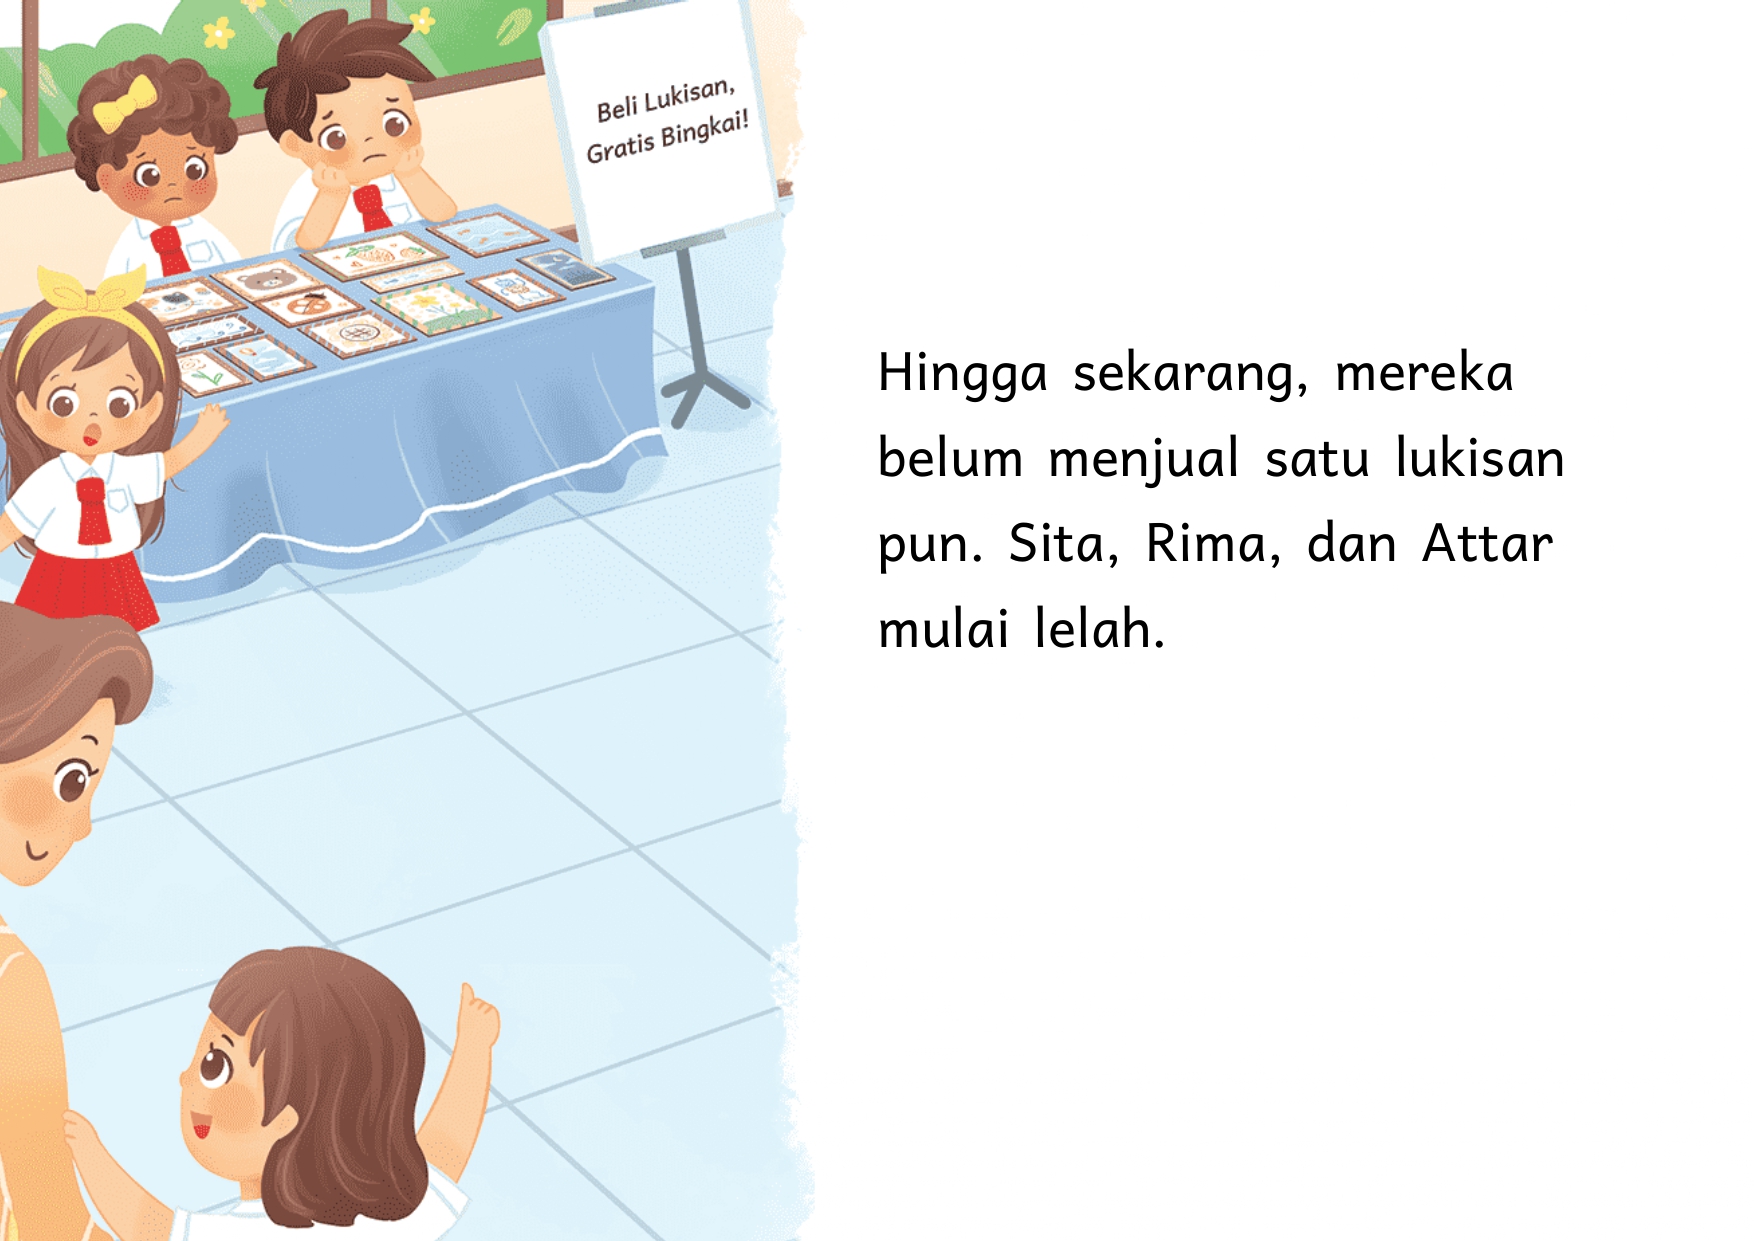 Beli Lukisan,
Gratis Bingkai!
Hingga sekarang, mereka
belum menjual satu lukisan
pun. Sita, Rima, dan Attar
mulai lelah.